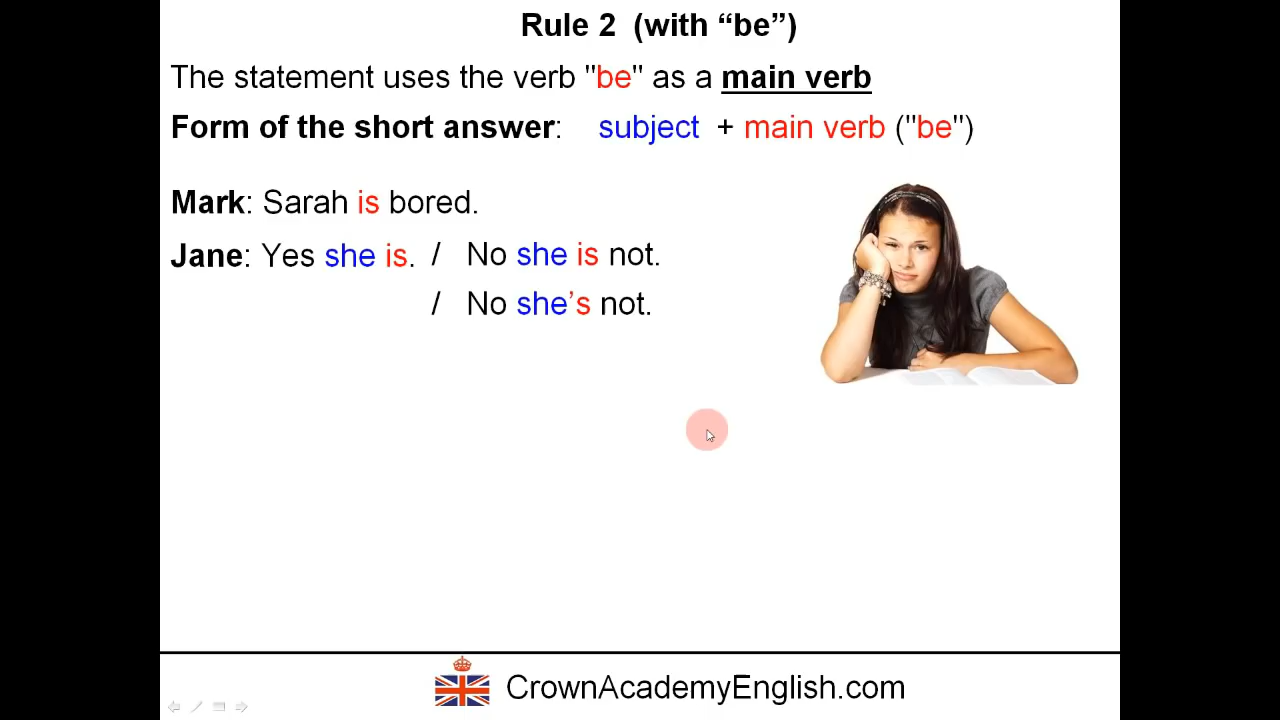 Rule 2 (with “be”)
The statement uses the verb "be" as a main verb
Form of the short answer: subject + main verb ("be")
Mark: Sarah is bored.
Jane: Yes she is. / No she is not.
/ No she’s not.
CrownAcademyEnglish.com